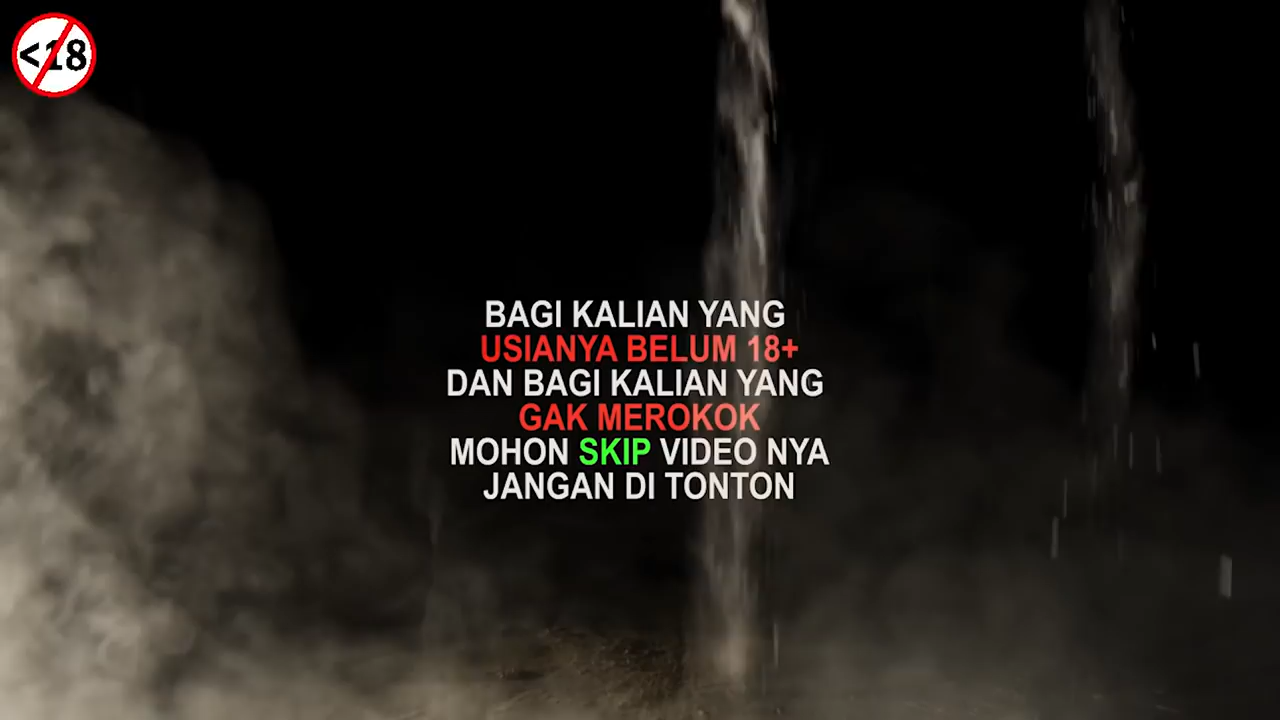 <18
BAGI KALIAN YANG
USIANYA BELUM 18+
DAN BAGI KALIAN YANG
GAK MEROKOK
MOHON SKIP VIDEO NYA
JANGAN DI TONTON